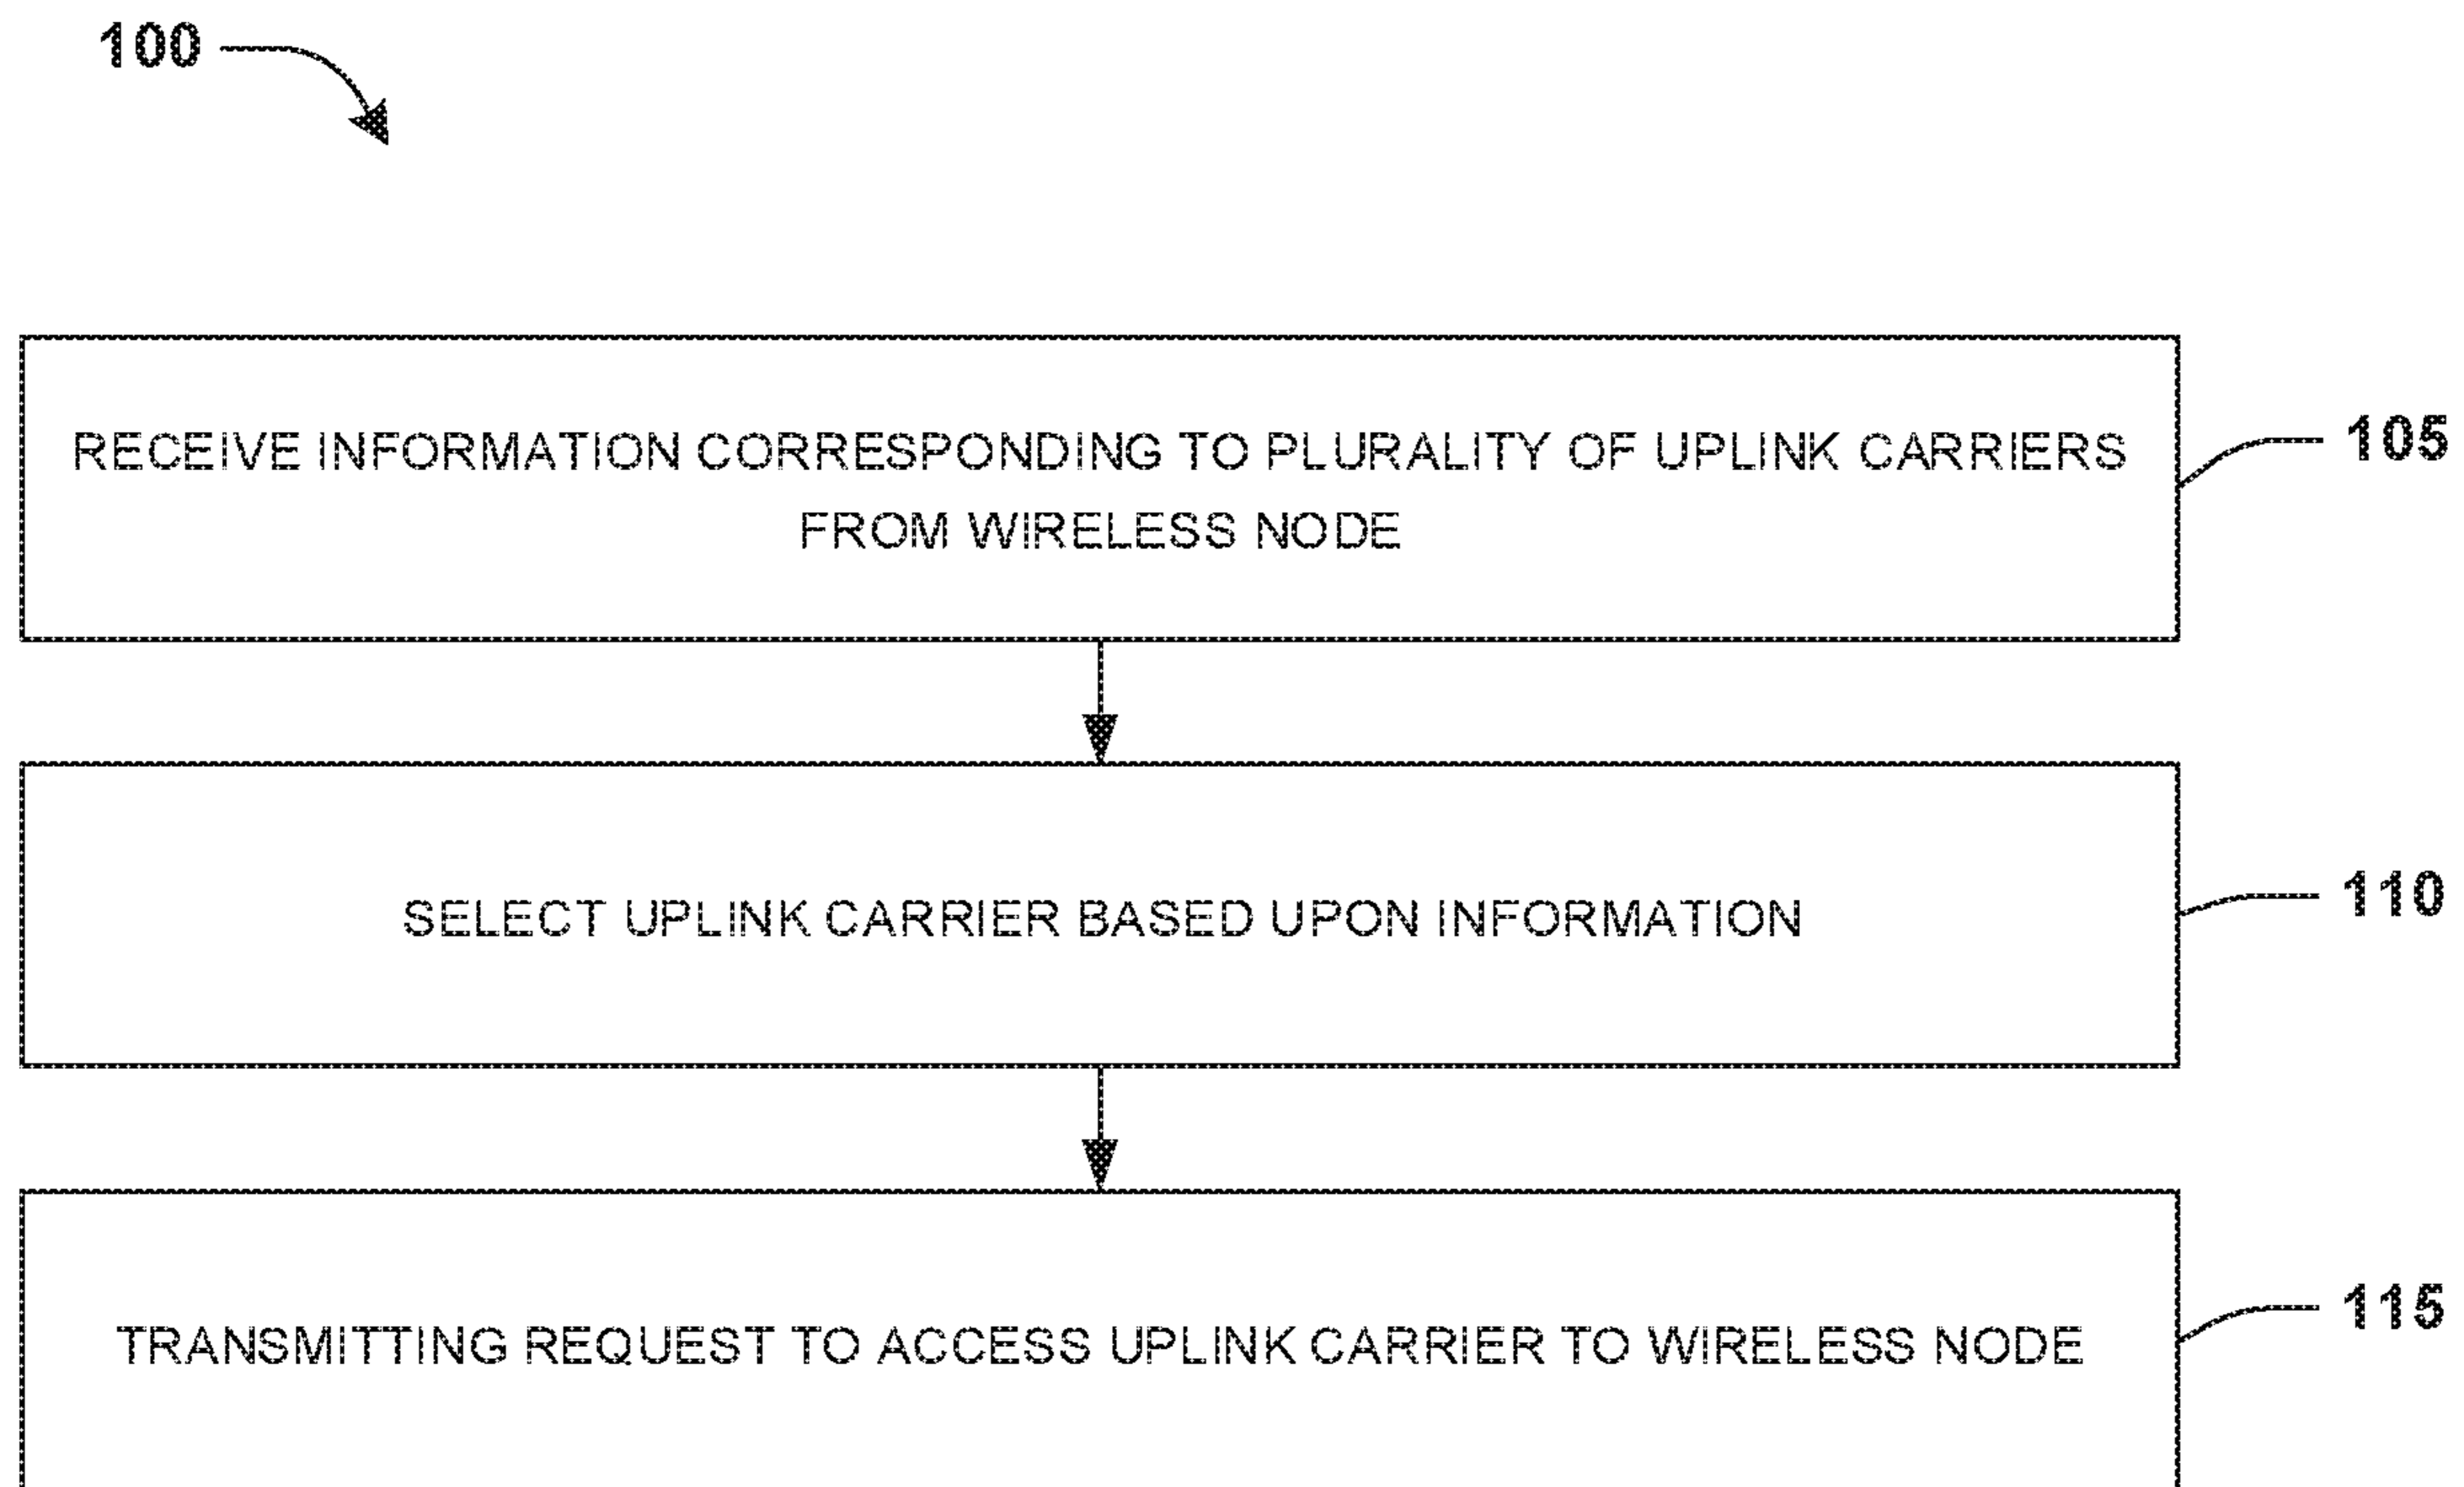 100
RECEIVE INFORMATION CORRESPONDING TO PLURALITY OF UPLINK CARRIERS
FROM WIRELESS NODE
105
SELECT UPLINK CARRIER BASED UPON INFORMATION
110
TRANSMITTING REQUEST TO ACCESS UPLINK CARRIER TO WIRELESS NODE
115